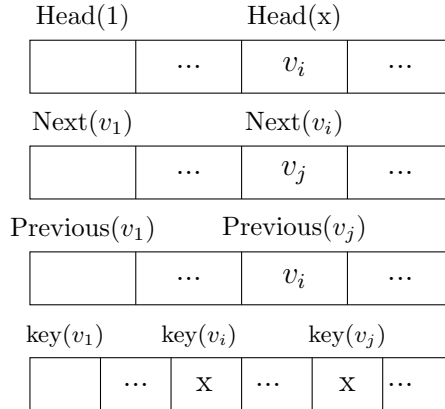 Head(1) Head(x)
... v_i ...
Next(v_1) Next(v_i)
... v_j ...
Previous(v_1) Previous(v_j)
... v_i ...
key(v_1) key(v_i) key(v_j)
... x ... x ...